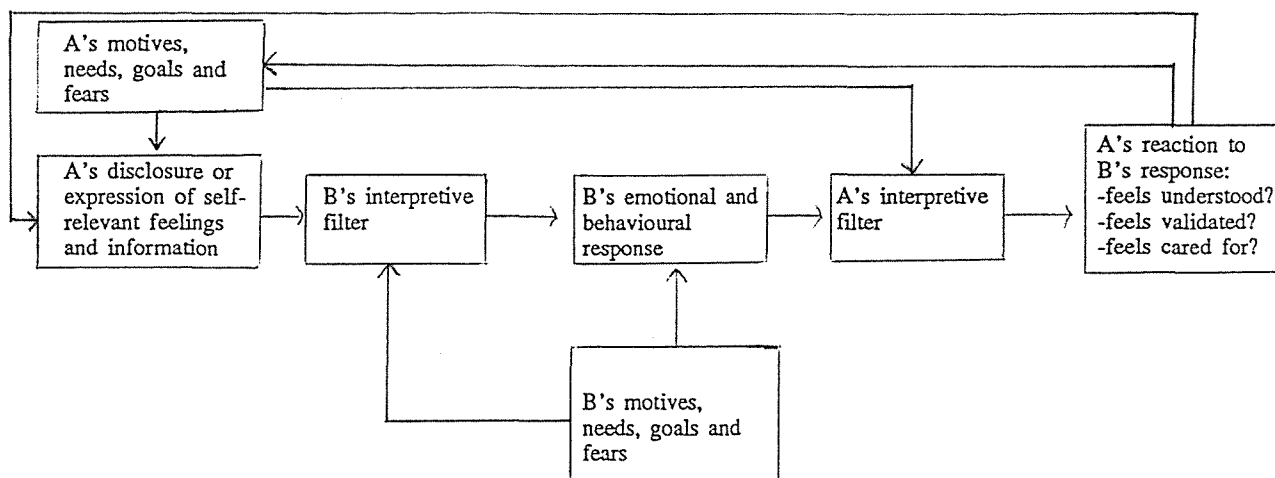 A's motives,
needs, goals and
fears
A's disclosure or
expression of self-
relevant feelings
and information
B's interpretive
filter
B's emotional and
behavioural
response
A's interpretive
filter
A's reaction to
B's response:
-feels understood?
-feels validated?
-feels cared for?
B's motives,
needs, goals and
fears